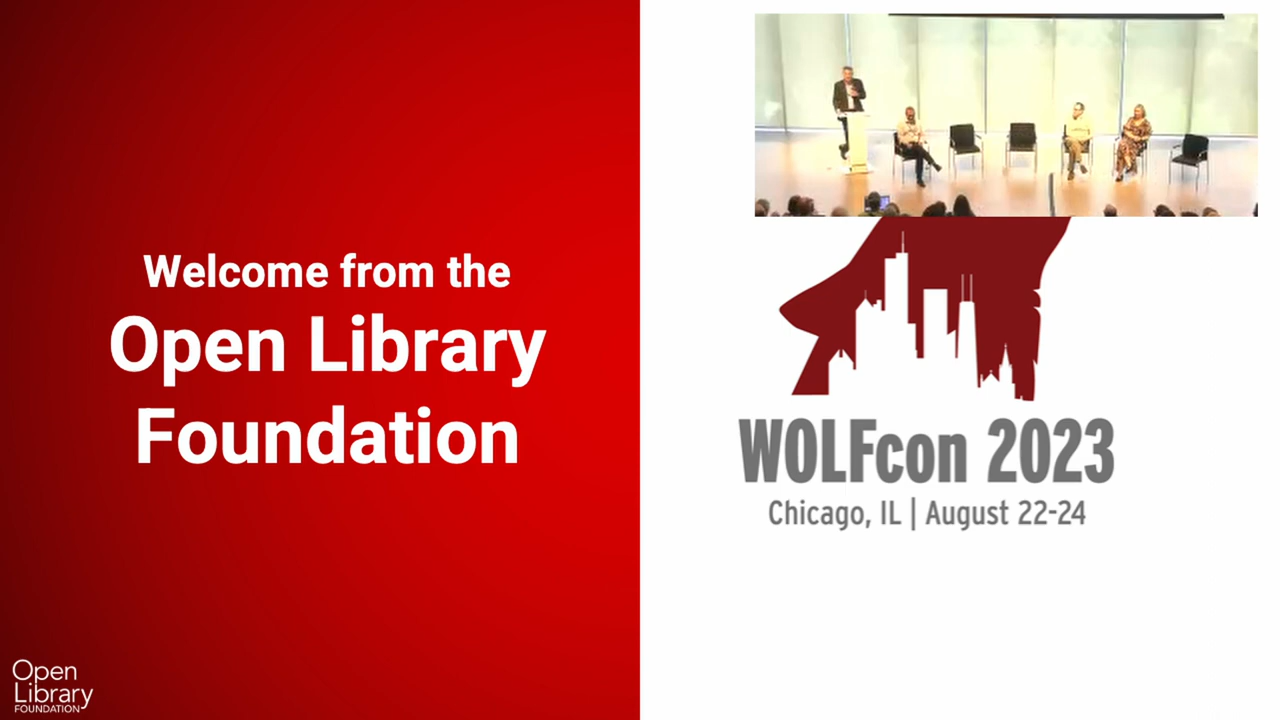 Welcome from the
Open Library
Foundation
WOLFcon 2023
Chicago, IL | August 22-24
Open
Library
FOUNDATION